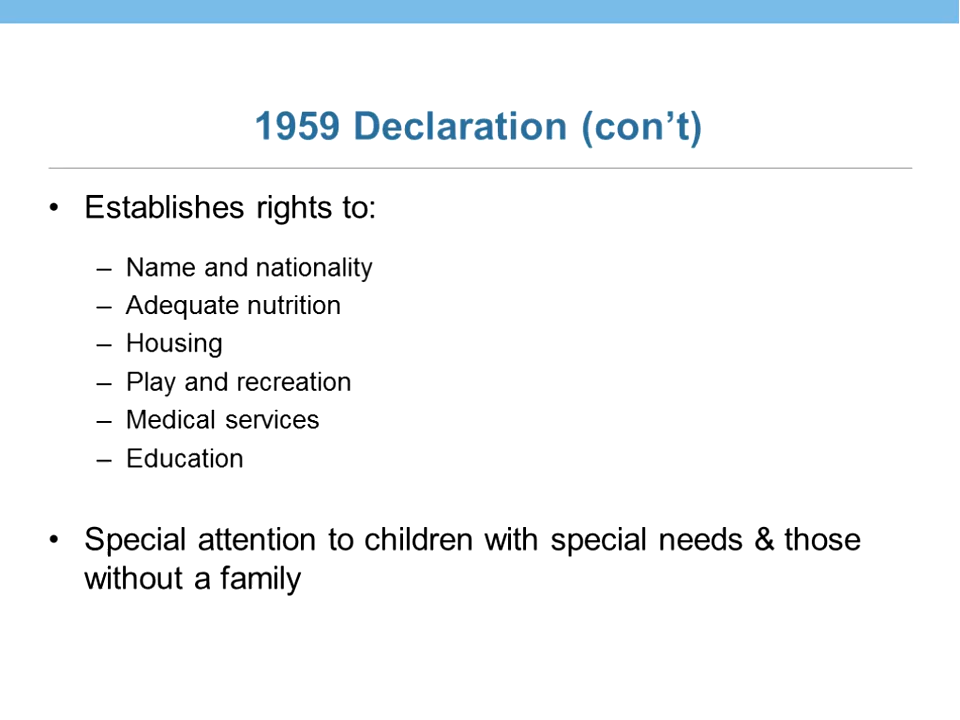 1959 Declaration (con’t)
• Establishes rights to:
– Name and nationality
– Adequate nutrition
– Housing
– Play and recreation
– Medical services
– Education
• Special attention to children with special needs & those
without a family